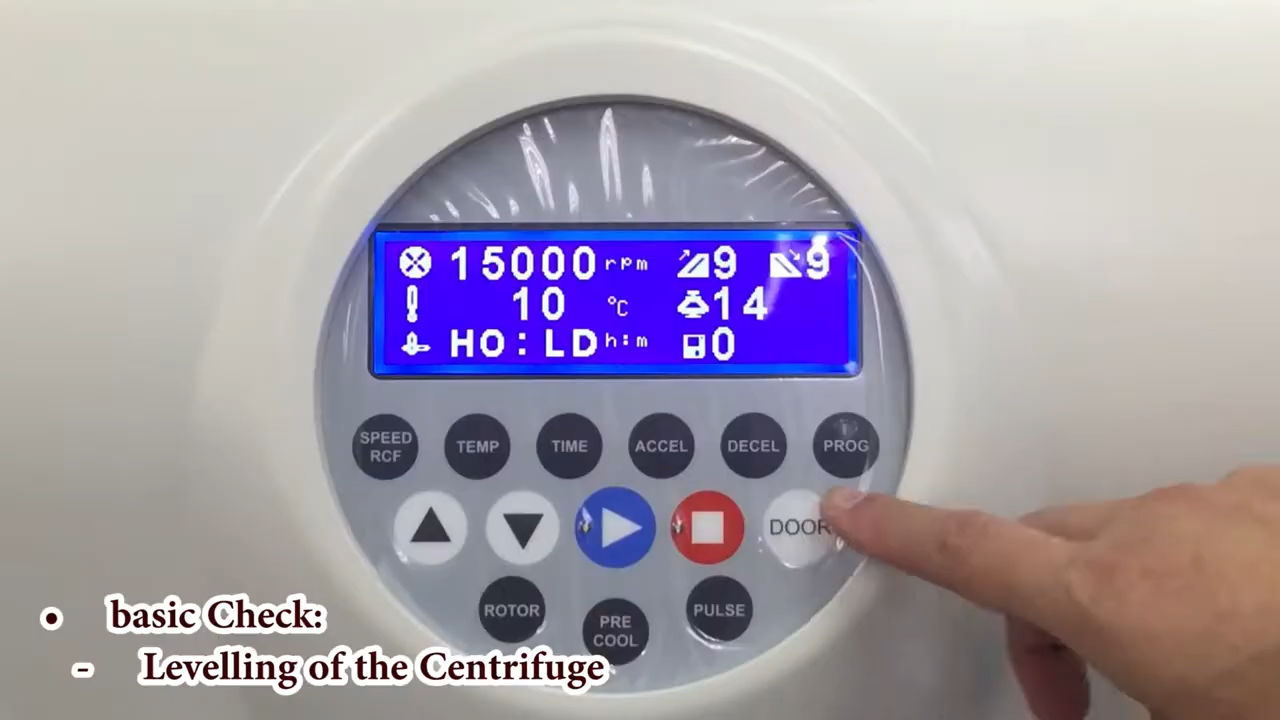 15000 rpm 9 9
10 °C 14
HO:LD h:m 0
SPEED RCF TEMP TIME ACCEL DECEL PROG
DOOR
ROTOR PRE COOL PULSE
• basic Check:
- Levelling of the Centrifuge